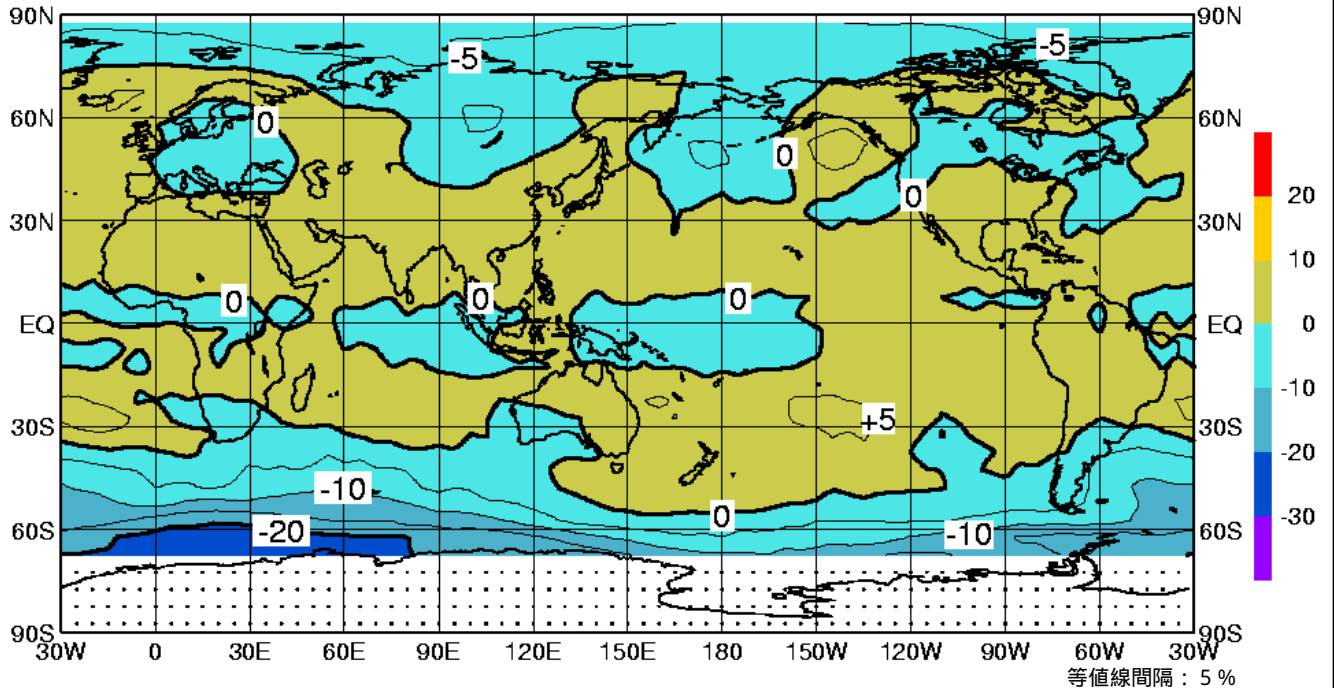 90N 90N
-5 -5
60N 0 60N
0
0
30N 30N
0 0 0
EQ EQ
+5
30S 30S
-10
0
60S -20 -10 60S
90S 90S
30W 0 30E 60E 90E 120E 150E 180 150W 120W 90W 60W 30W
20
10
0
-10
-20
-30
等値線間隔： 5 %